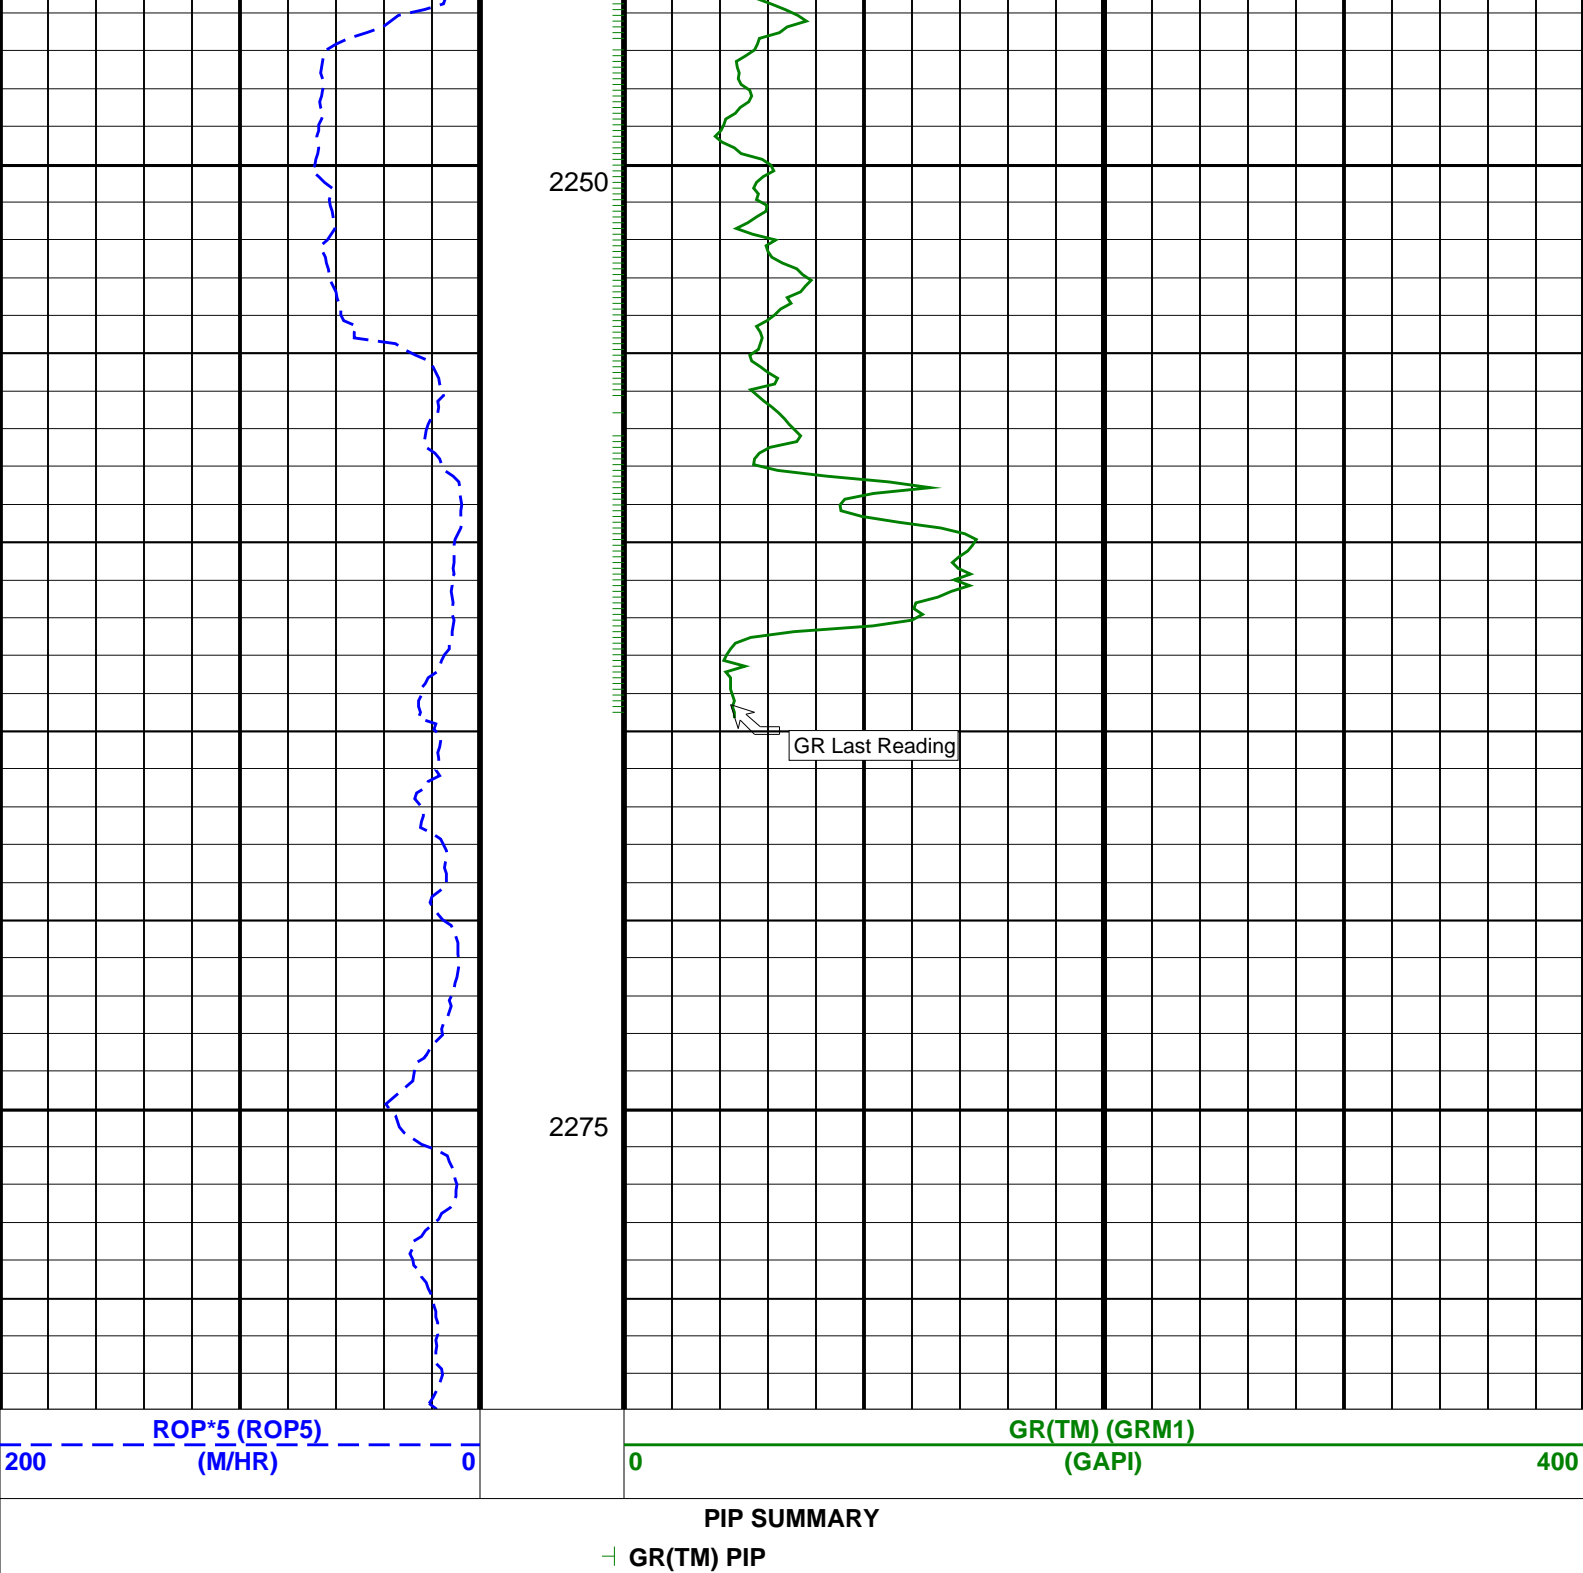 2250
GR Last Reading
2275
ROP*5 (ROP5)
200 (M/HR) 0
GR(TM) (GRM1)
0 (GAPI) 400
PIP SUMMARY
GR(TM) PIP